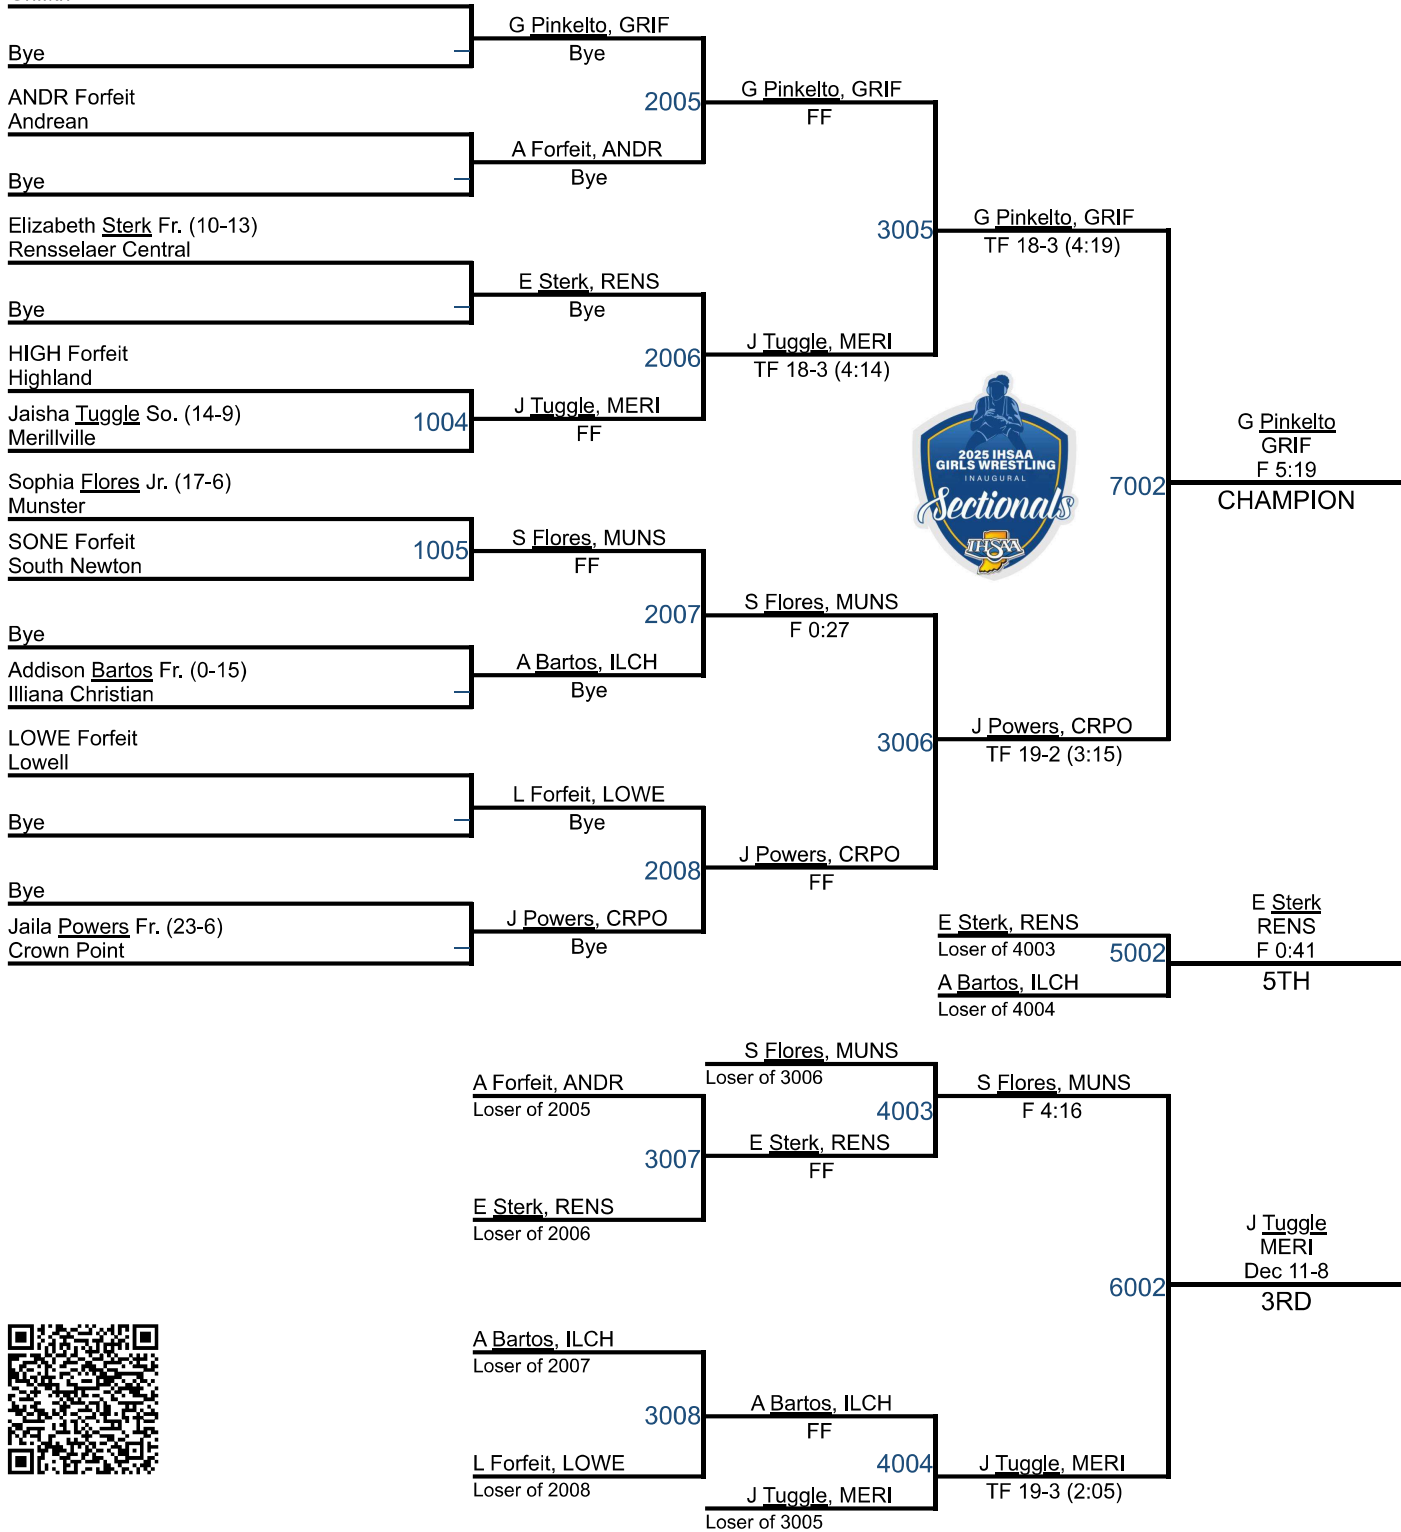 Bye
ANDR Forfeit
Andrean
Bye
Elizabeth Sterk Fr. (10-13)
Rensselaer Central
Bye
HIGH Forfeit
Highland
Jaisha Tuggle So. (14-9)
Merillville
1004
Sophia Flores Jr. (17-6)
Munster
SONE Forfeit
South Newton
1005
Bye
Addison Bartos Fr. (0-15)
Illiana Christian
LOWE Forfeit
Lowell
Bye
Bye
Jaila Powers Fr. (23-6)
Crown Point
G Pinkelto, GRIF
Bye
2005
A Forfeit, ANDR
Bye
E Sterk, RENS
Bye
2006
J Tuggle, MERI
FF
S Flores, MUNS
FF
2007
A Bartos, ILCH
Bye
L Forfeit, LOWE
Bye
2008
J Powers, CRPO
Bye
G Pinkelto, GRIF
FF
3005
J Tuggle, MERI
TF 18-3 (4:14)
S Flores, MUNS
F 0:27
3006
J Powers, CRPO
FF
G Pinkelto, GRIF
TF 18-3 (4:19)
2025 IHSAA
GIRLS WRESTLING
INAUGURAL
Sectionals
IHSAA
7002
J Powers, CRPO
TF 19-2 (3:15)
G Pinkelto
GRIF
F 5:19
CHAMPION
E Sterk, RENS
Loser of 4003
5002
A Bartos, ILCH
Loser of 4004
E Sterk
RENS
F 0:41
5TH
A Forfeit, ANDR
Loser of 2005
3007
E Sterk, RENS
Loser of 2006
S Flores, MUNS
Loser of 3006
4003
E Sterk, RENS
FF
S Flores, MUNS
F 4:16
6002
A Bartos, ILCH
Loser of 2007
3008
L Forfeit, LOWE
Loser of 2008
A Bartos, ILCH
FF
4004
J Tuggle, MERI
Loser of 3005
J Tuggle, MERI
TF 19-3 (2:05)
J Tuggle
MERI
Dec 11-8
3RD